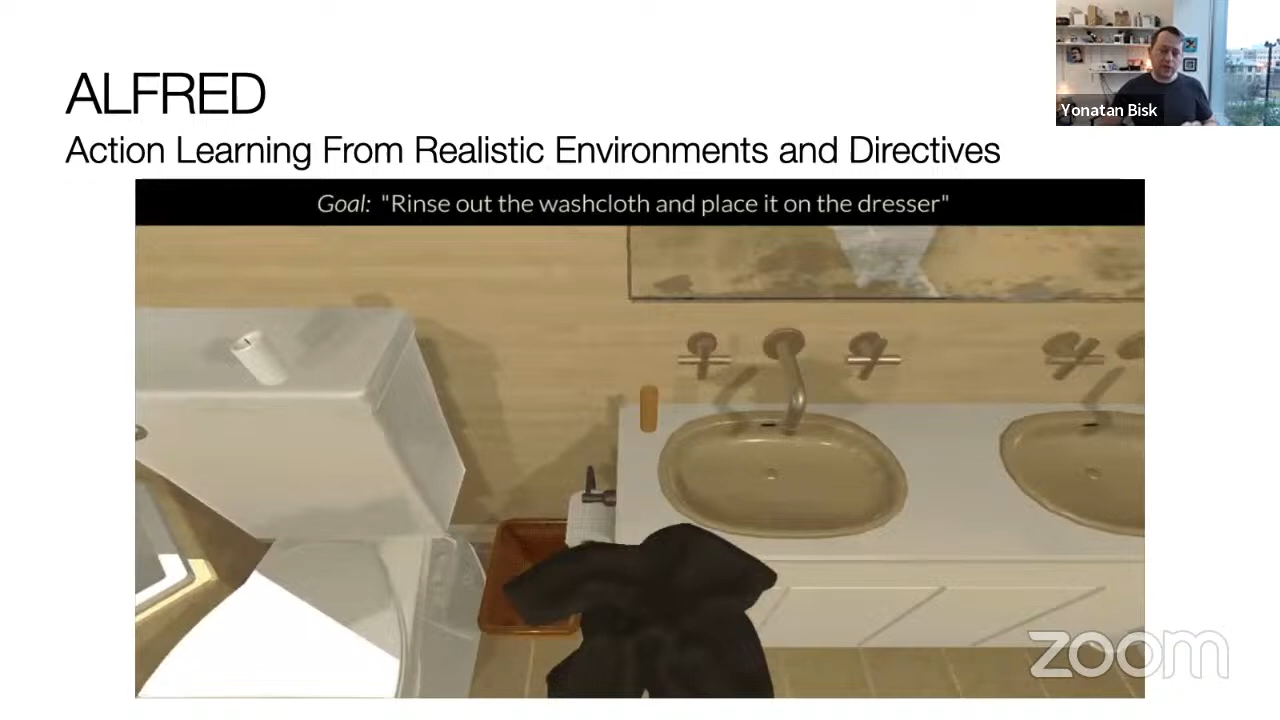 ALFRED
Action Learning From Realistic Environments and Directives
Yonatan Bisk
Goal: "Rinse out the washcloth and place it on the dresser"
zoom